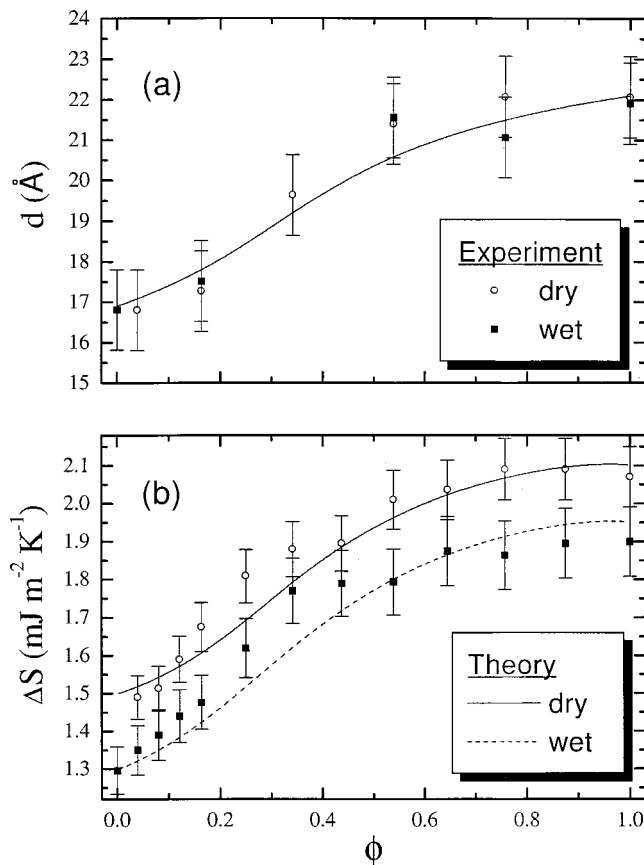 24
23
22
21
20
19
18
17
16
15
d (Å)
(a)
Experiment
dry
wet
2.1
2.0
1.9
1.8
1.7
1.6
1.5
1.4
1.3
ΔS (mJ m⁻² K⁻¹)
(b)
Theory
dry
wet
0.0 0.2 0.4 0.6 0.8 1.0
ϕ